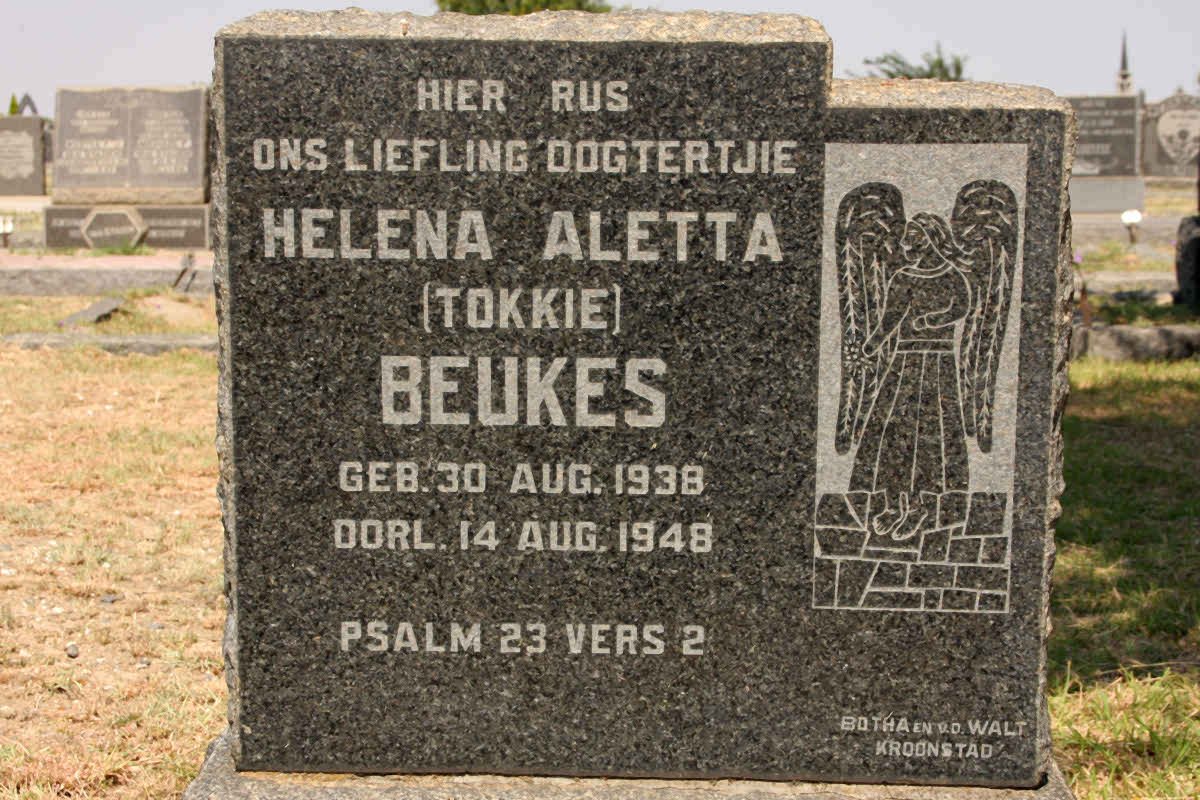 HIER RUS
ONS LIEFLING DOGTERTJIE
HELENA ALETTA
(TOKKIE)
BEUKES
GEB. 30 AUG. 1938
OORL. 14 AUG. 1948
PSALM 23 VERS 2
BOTHA EN V.D. WALT
KROONSTAD